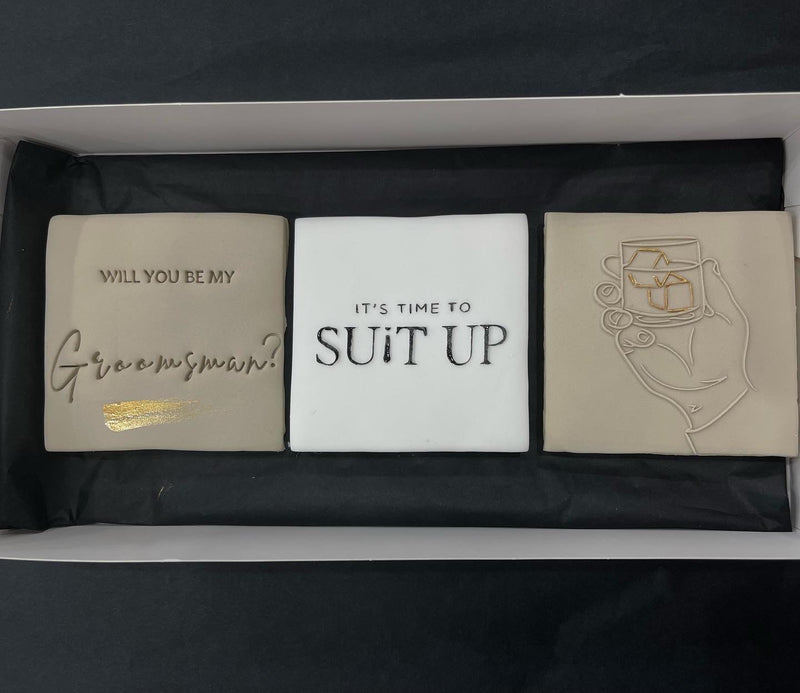 WILL YOU BE MY
Groomsman?
IT'S TIME TO
SUiT UP